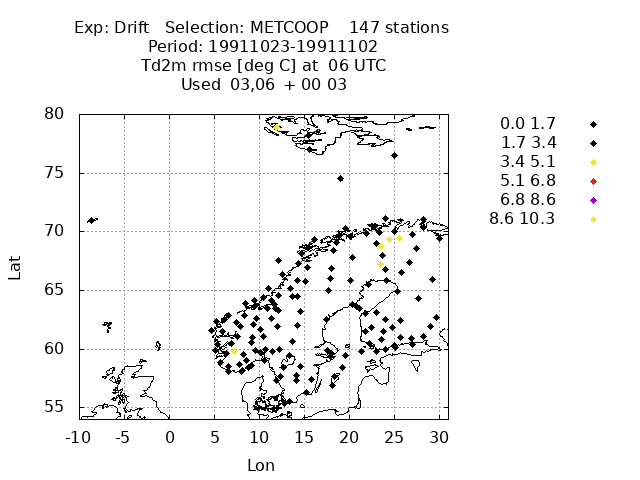 Exp: Drift   Selection: METCOOP    147 stations
Period: 19911023-19911102
Td2m rmse [deg C] at  06 UTC
Used  03,06  + 00 03
80
75
70
65
60
55
Lat
-10 -5 0 5 10 15 20 25 30
Lon
0.0 1.7
1.7 3.4
3.4 5.1
5.1 6.8
6.8 8.6
8.6 10.3